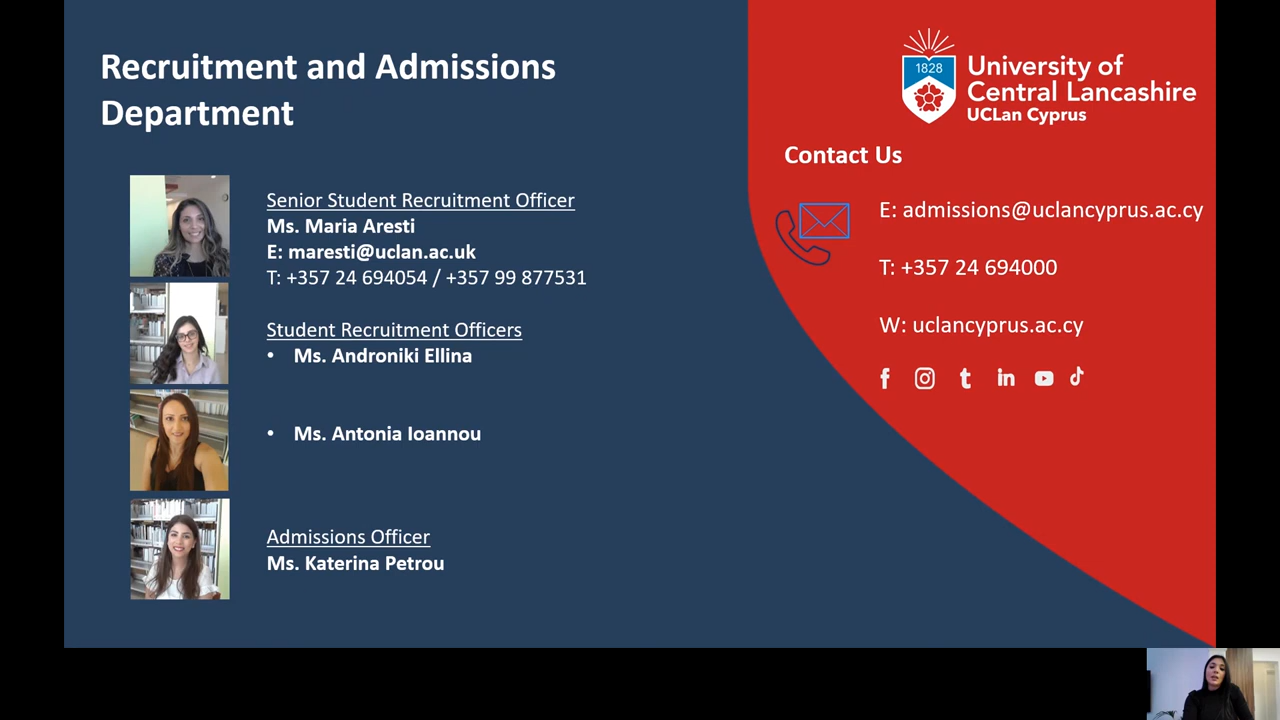 Recruitment and Admissions
Department
Senior Student Recruitment Officer
Ms. Maria Aresti
E: maresti@uclan.ac.uk
T: +357 24 694054 / +357 99 877531
Student Recruitment Officers
• Ms. Androniki Ellina
• Ms. Antonia Ioannou
Admissions Officer
Ms. Katerina Petrou
1828
University of
Central Lancashire
UCLan Cyprus
Contact Us
E: admissions@uclancyprus.ac.cy
T: +357 24 694000
W: uclancyprus.ac.cy